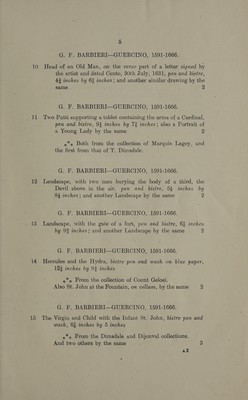 5
G. F. BARBIERI—GUERCINO, 1591-1666.
10 Head of an Old Man, on the verso part of a letter signed by
the artist and dated Cento, 30th July, 1631, pen and bistre,
4¾ inches by 6¾ inches; and another similar drawing by the
same 2
G. F. BARBIERI—GUERCINO, 1591-1666.
11 Two Putti supporting a tablet containing the arms of a Cardinal,
pen and bistre, 9½ inches by 7¾ inches; also a Portrait of
a Young Lady by the same 2
*** Both from the collection of Marquis Lagoy, and
the first from that of T. Dimsdale.
G. F. BARBIERI—GUERCINO, 1591-1666.
12 Landscape, with two men burying the body of a third, the
Devil above in the air, pen and bistre, 5¾ inches by
8¾ inches; and another Landscape by the same 2
G. F. BARBIERI—GUERCINO, 1591-1666.
13 Landscape, with the gate of a fort, pen and bistre, 6¾ inches
by 9½ inches; and another Landscape by the same 2
G. F. BARBIERI—GUERCINO, 1591-1666.
14 Hercules and the Hydra, bistre pen and wash on blue paper,
12¾ inches by 9½ inches
*** From the collection of Count Gelosi.
Also St. John at the Fountain, on vellum, by the same 2
G. F. BARBIERI—GUERCINO, 1591-1666.
15 The Virgin and Child with the Infant St. John, bistre pen and
wash, 6¾ inches by 5 inches
*** From the Dimsdale and Dijonval collections.
And two others by the same 3
A2